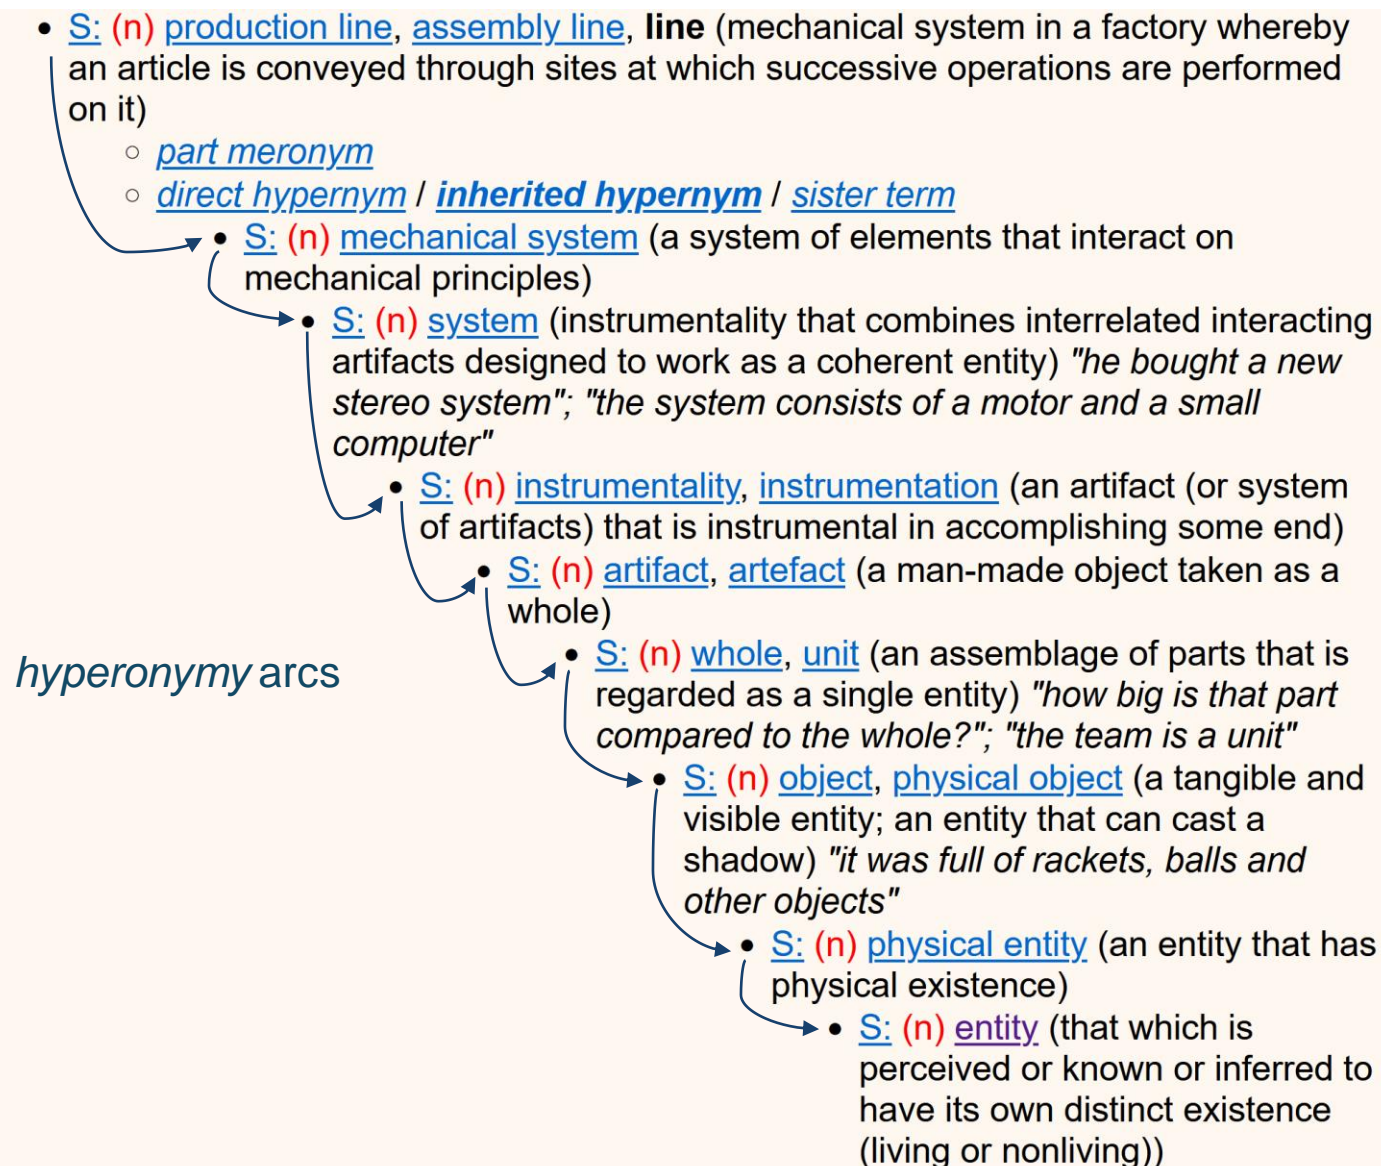 • S: (n) production line, assembly line, line (mechanical system in a factory whereby
an article is conveyed through sites at which successive operations are performed
on it)
○ part meronym
○ direct hypernym / inherited hypernym / sister term
• S: (n) mechanical system (a system of elements that interact on
mechanical principles)
• S: (n) system (instrumentality that combines interrelated interacting
artifacts designed to work as a coherent entity) "he bought a new
stereo system"; "the system consists of a motor and a small
computer"
• S: (n) instrumentality, instrumentation (an artifact (or system
of artifacts) that is instrumental in accomplishing some end)
• S: (n) artifact, artefact (a man-made object taken as a
whole)
• S: (n) whole, unit (an assemblage of parts that is
regarded as a single entity) "how big is that part
compared to the whole?"; "the team is a unit"
hyperonymy arcs
• S: (n) object, physical object (a tangible and
visible entity; an entity that can cast a
shadow) "it was full of rackets, balls and
other objects"
• S: (n) physical entity (an entity that has
physical existence)
• S: (n) entity (that which is
perceived or known or inferred to
have its own distinct existence
(living or nonliving))